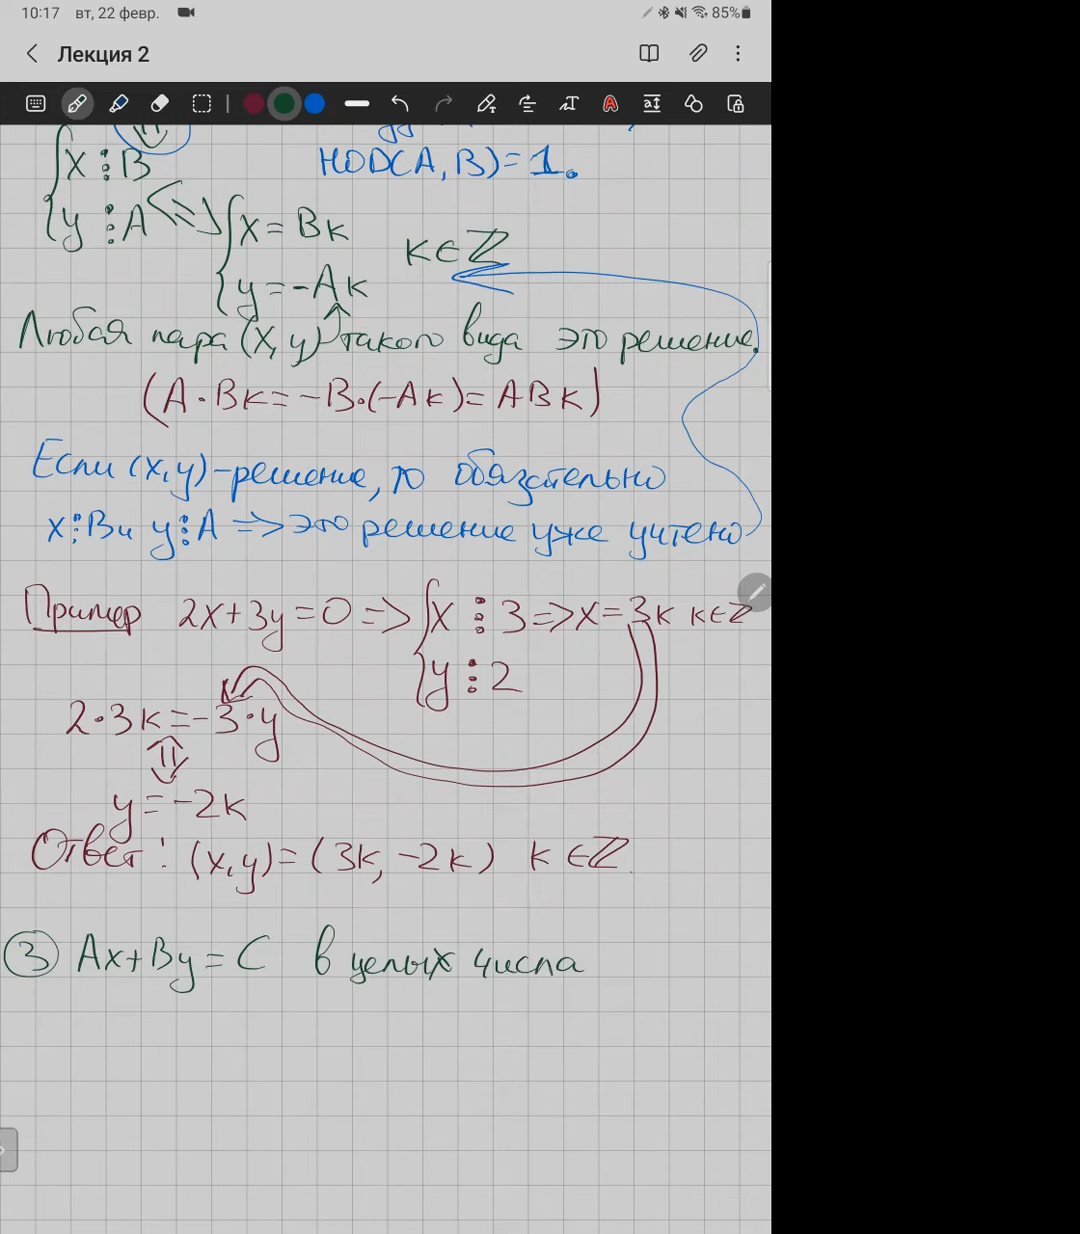 10:17 вт, 22 февр. 85%
Лекция 2
x ⋮ B НОД(A, B) = 1.
y ⋮ A <=> x = Bk k ∈ ℤ
y = -Ak
Любая пара (x, y) такого вида это решение.
(A · Bk = -B · (-Ak) = ABk)
Если (x, y) - решение, то обязательно
x ⋮ B и y ⋮ A => это решение уже учтено
Пример 2x + 3y = 0 => x ⋮ 3 => x = 3k k ∈ ℤ
y ⋮ 2
2 · 3k = -3 · y
y = -2k
Ответ: (x, y) = (3k, -2k) k ∈ ℤ.
3 Ax + By = C в целых числа